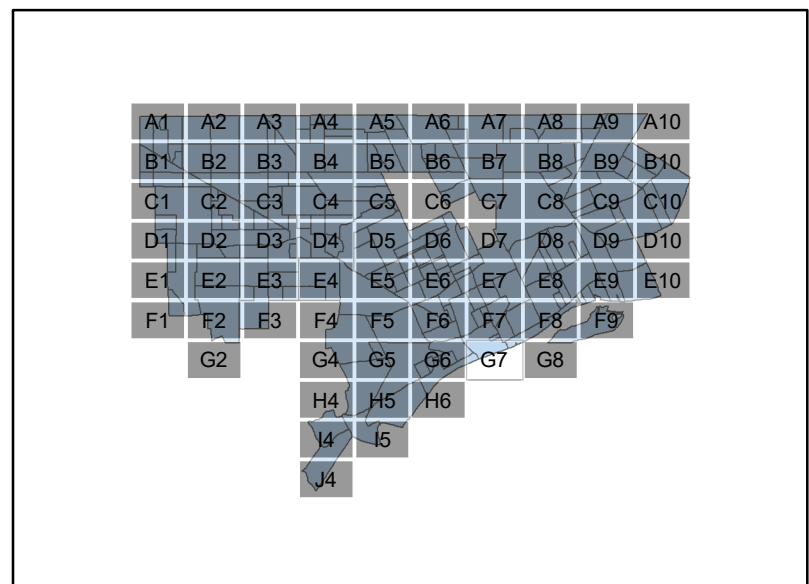 A1 A2 A3 A4 A5 A6 A7 A8 A9 A10
B1 B2 B3 B4 B5 B6 B7 B8 B9 B10
C1 C2 C3 C4 C5 C6 C7 C8 C9 C10
D1 D2 D3 D4 D5 D6 D7 D8 D9 D10
E1 E2 E3 E4 E5 E6 E7 E8 E9 E10
F1 F2 F3 F4 F5 F6 F7 F8 F9
G2 G4 G5 G6 G7 G8
H4 H5 H6
I4 I5
J4